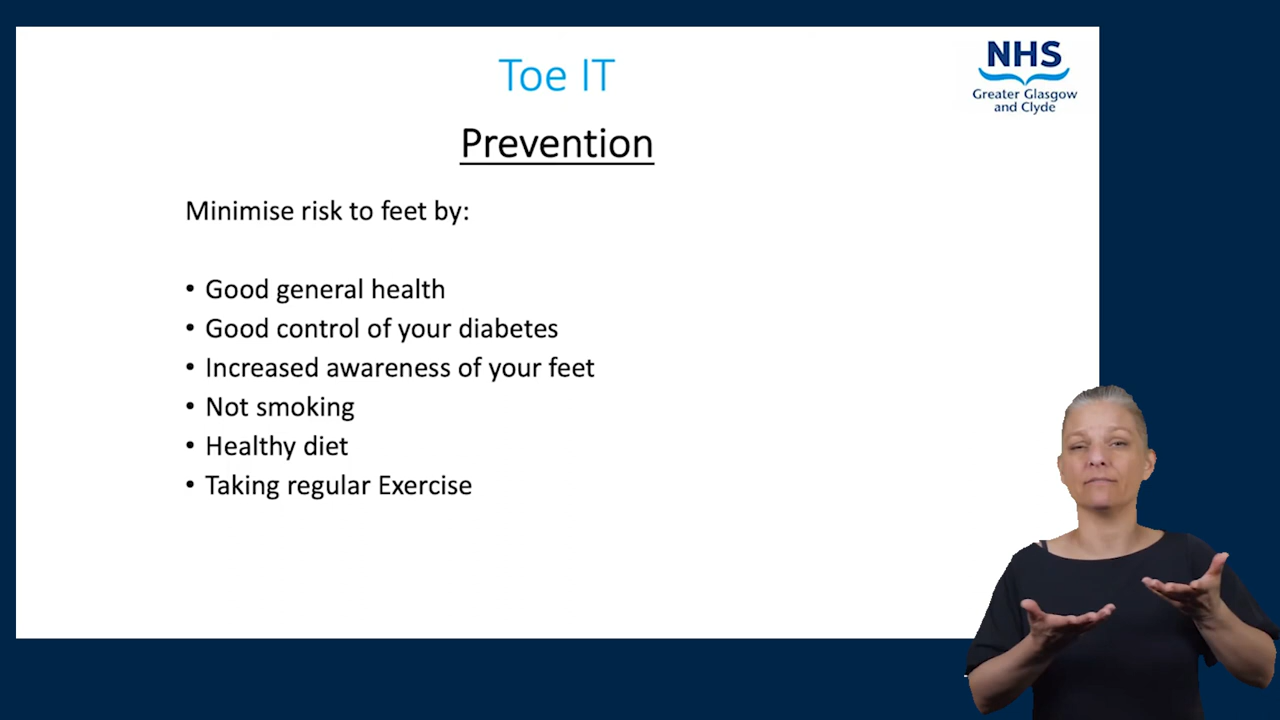 Toe IT
NHS
Greater Glasgow
and Clyde
Prevention
Minimise risk to feet by:
• Good general health
• Good control of your diabetes
• Increased awareness of your feet
• Not smoking
• Healthy diet
• Taking regular Exercise